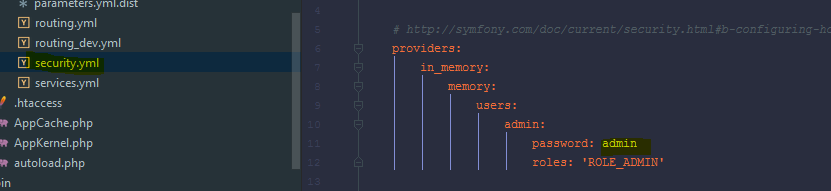 parameters.yml.dist
routing.yml
routing_dev.yml
security.yml
services.yml
.htaccess
AppCache.php
AppKernel.php
autoload.php
bin
4
5 # http://symfony.com/doc/current/security.html#b-configuring-ho
6 providers:
7 in_memory:
8 memory:
9 users:
10 admin:
11 password: admin
12 roles: 'ROLE_ADMIN'
13